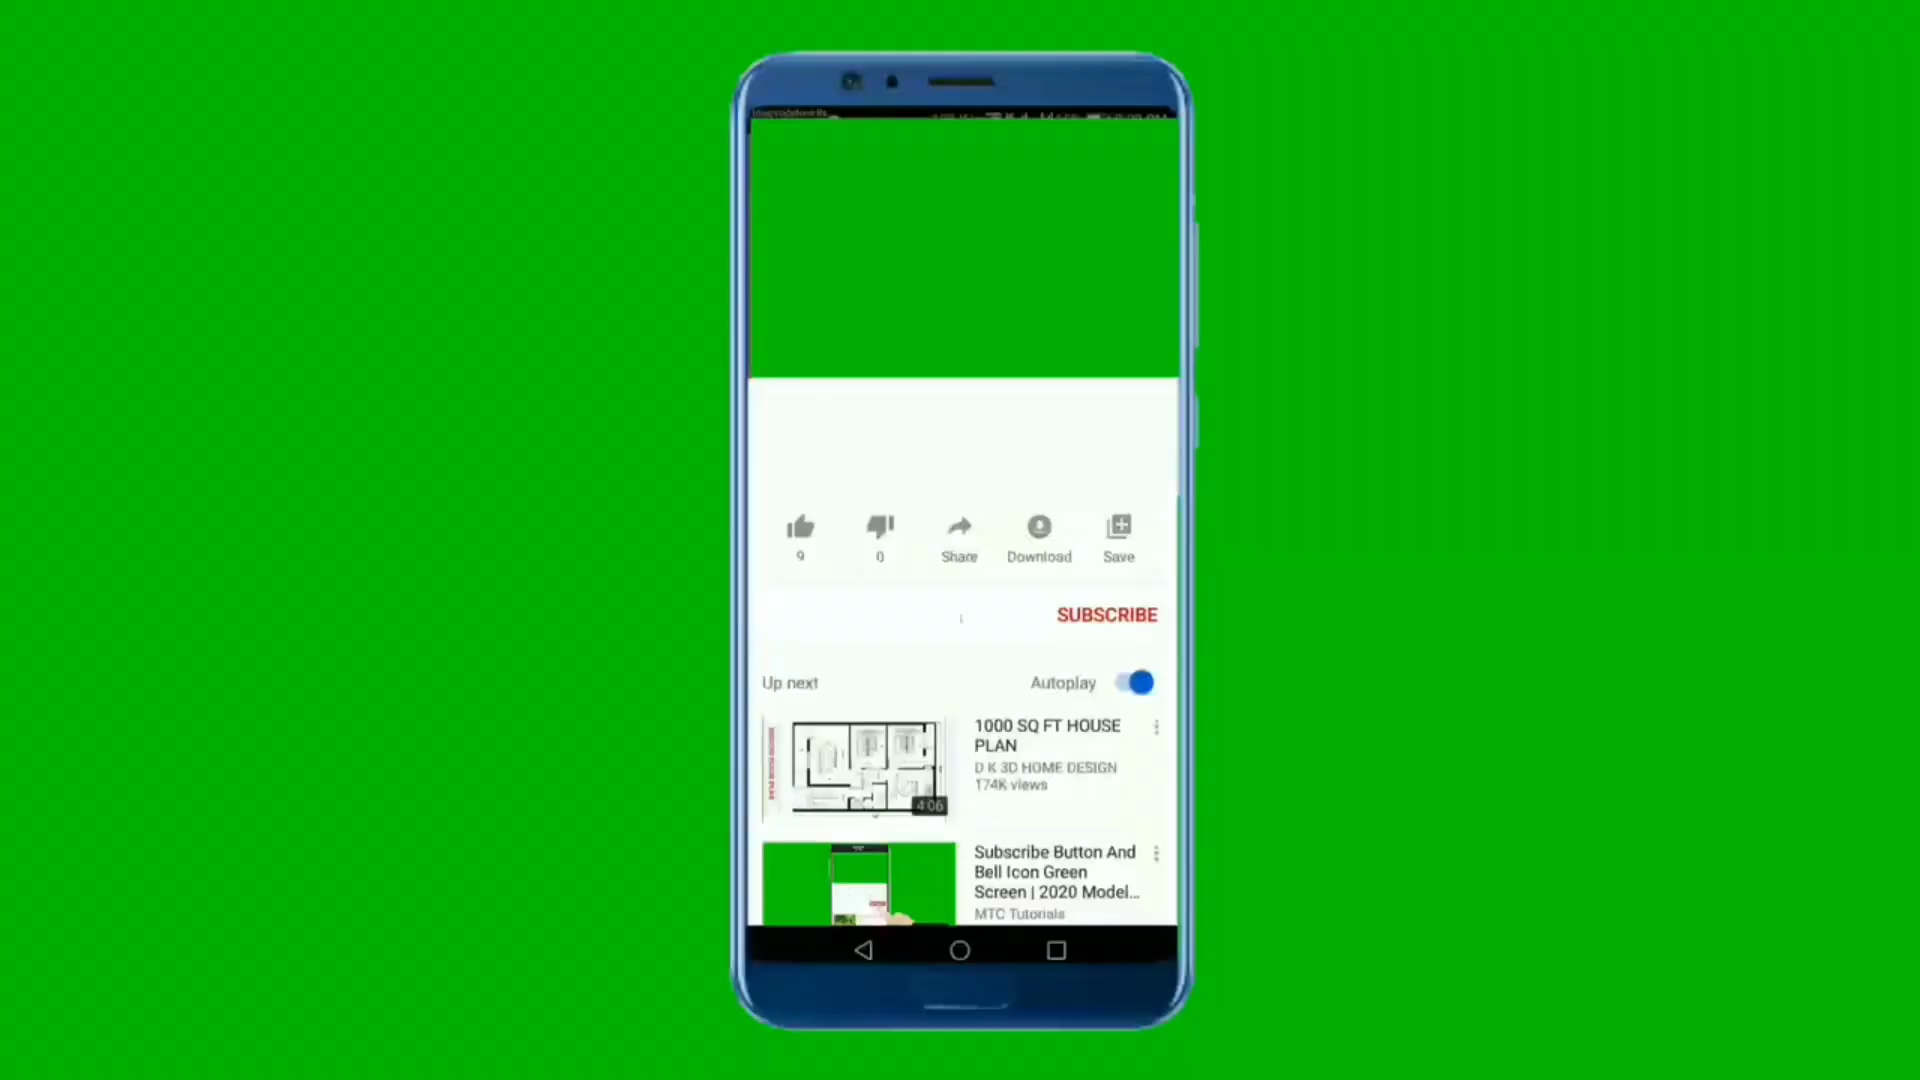 9
0
Share
Download
Save
SUBSCRIBE
Up next
Autoplay
1000 SQ FT HOUSE
PLAN
D K 3D HOME DESIGN
174K views
4:06
Subscribe Button And
Bell Icon Green
Screen | 2020 Model...
MTC Tutorials